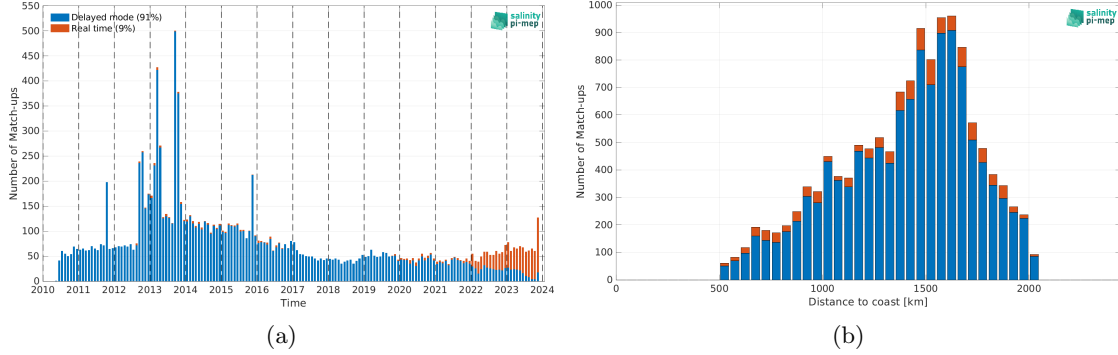 Delayed mode (91%)
Real time (9%)
salinity
pi-mep
550
500
450
400
350
300
250
200
150
100
50
0
Number of Match-ups
2010 2011 2012 2013 2014 2015 2016 2017 2018 2019 2020 2021 2022 2023 2024
Time
(a)
salinity
pi-mep
1000
900
800
700
600
500
400
300
200
100
0
Number of Match-ups
0 500 1000 1500 2000
Distance to coast [km]
(b)